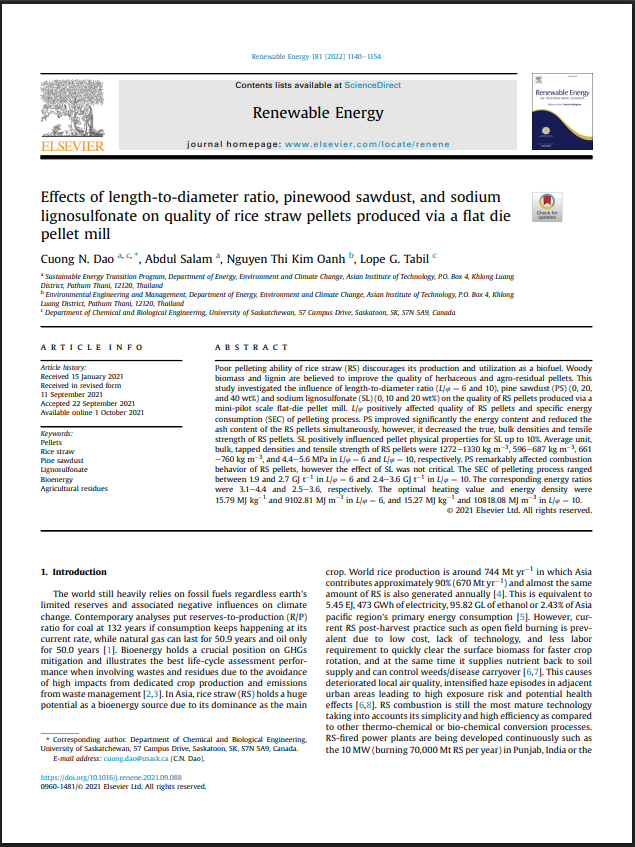 Renewable Energy 181 (2022) 1140–1154
Contents lists available at ScienceDirect
Renewable Energy
journal homepage: www.elsevier.com/locate/renene
ELSEVIER
Renewable Energy
Effects of length-to-diameter ratio, pinewood sawdust, and sodium
lignosulfonate on quality of rice straw pellets produced via a flat die
pellet mill
Check for
updates
Cuong N. Dao a, c, *, Abdul Salam a, Nguyen Thi Kim Oanh b, Lope G. Tabil c
a Sustainable Energy Transition Program, Department of Energy, Environment and Climate Change, Asian Institute of Technology, P.O. Box 4, Khlong Luang
District, Pathum Thani, 12120, Thailand
b Environmental Engineering and Management, Department of Energy, Environment and Climate Change, Asian Institute of Technology, P.O. Box 4, Khlong
Luang District, Pathum Thani, 12120, Thailand
c Department of Chemical and Biological Engineering, University of Saskatchewan, 57 Campus Drive, Saskatoon, SK, S7N 5A9, Canada
ARTICLE INFO
Article history:
Received 15 January 2021
Received in revised form
11 September 2021
Accepted 22 September 2021
Available online 1 October 2021
Keywords:
Pellets
Rice straw
Pine sawdust
Lignosulfonate
Bioenergy
Agricultural residues
ABSTRACT
Poor pelleting ability of rice straw (RS) discourages its production and utilization as a biofuel. Woody
biomass and lignin are believed to improve the quality of herbaceous and agro-residual pellets. This
study investigated the influence of length-to-diameter ratio (L/φ = 6 and 10), pine sawdust (PS) (0, 20,
and 40 wt%) and sodium lignosulfonate (SL) (0, 10 and 20 wt%) on the quality of RS pellets produced via a
mini-pilot scale flat-die pellet mill. L/φ positively affected quality of RS pellets and specific energy
consumption (SEC) of pelleting process. PS improved significantly the energy content and reduced the
ash content of the RS pellets simultaneously, however, it decreased the true, bulk densities and tensile
strength of RS pellets. SL positively influenced pellet physical properties for SL up to 10%. Average unit,
bulk, tapped densities and tensile strength of RS pellets were 1272–1330 kg m−3, 596–687 kg m−3, 661
–760 kg m−3, and 4.4–5.6 MPa in L/φ = 6 and L/φ = 10, respectively. PS remarkably affected combustion
behavior of RS pellets, however the effect of SL was not critical. The SEC of pelleting process ranged
between 1.9 and 2.7 GJ t−1 in L/φ = 6 and 2.4–3.6 GJ t−1 in L/φ = 10. The corresponding energy ratios
were 3.1–4.4 and 2.5–3.6, respectively. The optimal heating value and energy density were
15.79 MJ kg−1 and 9102.81 MJ m−3 in L/φ = 6, and 15.27 MJ kg−1 and 10818.08 MJ m−3 in L/φ = 10.
© 2021 Elsevier Ltd. All rights reserved.
1. Introduction
The world still heavily relies on fossil fuels regardless earth's
limited reserves and associated negative influences on climate
change. Contemporary analyses put reserves-to-production (R/P)
ratio for coal at 132 years if consumption keeps happening at its
current rate, while natural gas can last for 50.9 years and oil only
for 50.0 years [1]. Bioenergy holds a crucial position on GHGs
mitigation and illustrates the best life-cycle assessment perfor-
mance when involving wastes and residues due to the avoidance
of high impacts from dedicated crop production and emissions
from waste management [2,3]. In Asia, rice straw (RS) holds a huge
potential as a bioenergy source due to its dominance as the main
* Corresponding author. Department of Chemical and Biological Engineering,
University of Saskatchewan, 57 Campus Drive, Saskatoon, SK, S7N 5A9, Canada.
E-mail address: cuong.dao@usask.ca (C.N. Dao).
crop. World rice production is around 744 Mt yr−1 in which Asia
contributes approximately 90% (670 Mt yr−1) and almost the same
amount of RS is also generated annually [4]. This is equivalent to
5.45 EJ, 473 GWh of electricity, 95.82 GL of ethanol or 2.43% of Asia
pacific region's primary energy consumption [5]. However, cur-
rent RS post-harvest practice such as open field burning is prev-
alent due to low cost, lack of technology, and less labor
requirement to quickly clear the surface biomass for faster crop
rotation, and at the same time it supplies nutrient back to soil
supply and can control weeds/disease carryover [6,7]. This causes
deteriorated local air quality, intensified haze episodes in adjacent
urban areas leading to high exposure risk and potential health
effects [6,8]. RS combustion is still the most mature technology
taking into accounts its simplicity and high efficiency as compared
to other thermo-chemical or bio-chemical conversion processes.
RS-fired power plants are being developed continuously such as
the 10 MW (burning 70,000 Mt RS per year) in Punjab, India or the
https://doi.org/10.1016/j.renene.2021.09.088
0960-1481/© 2021 Elsevier Ltd. All rights reserved.